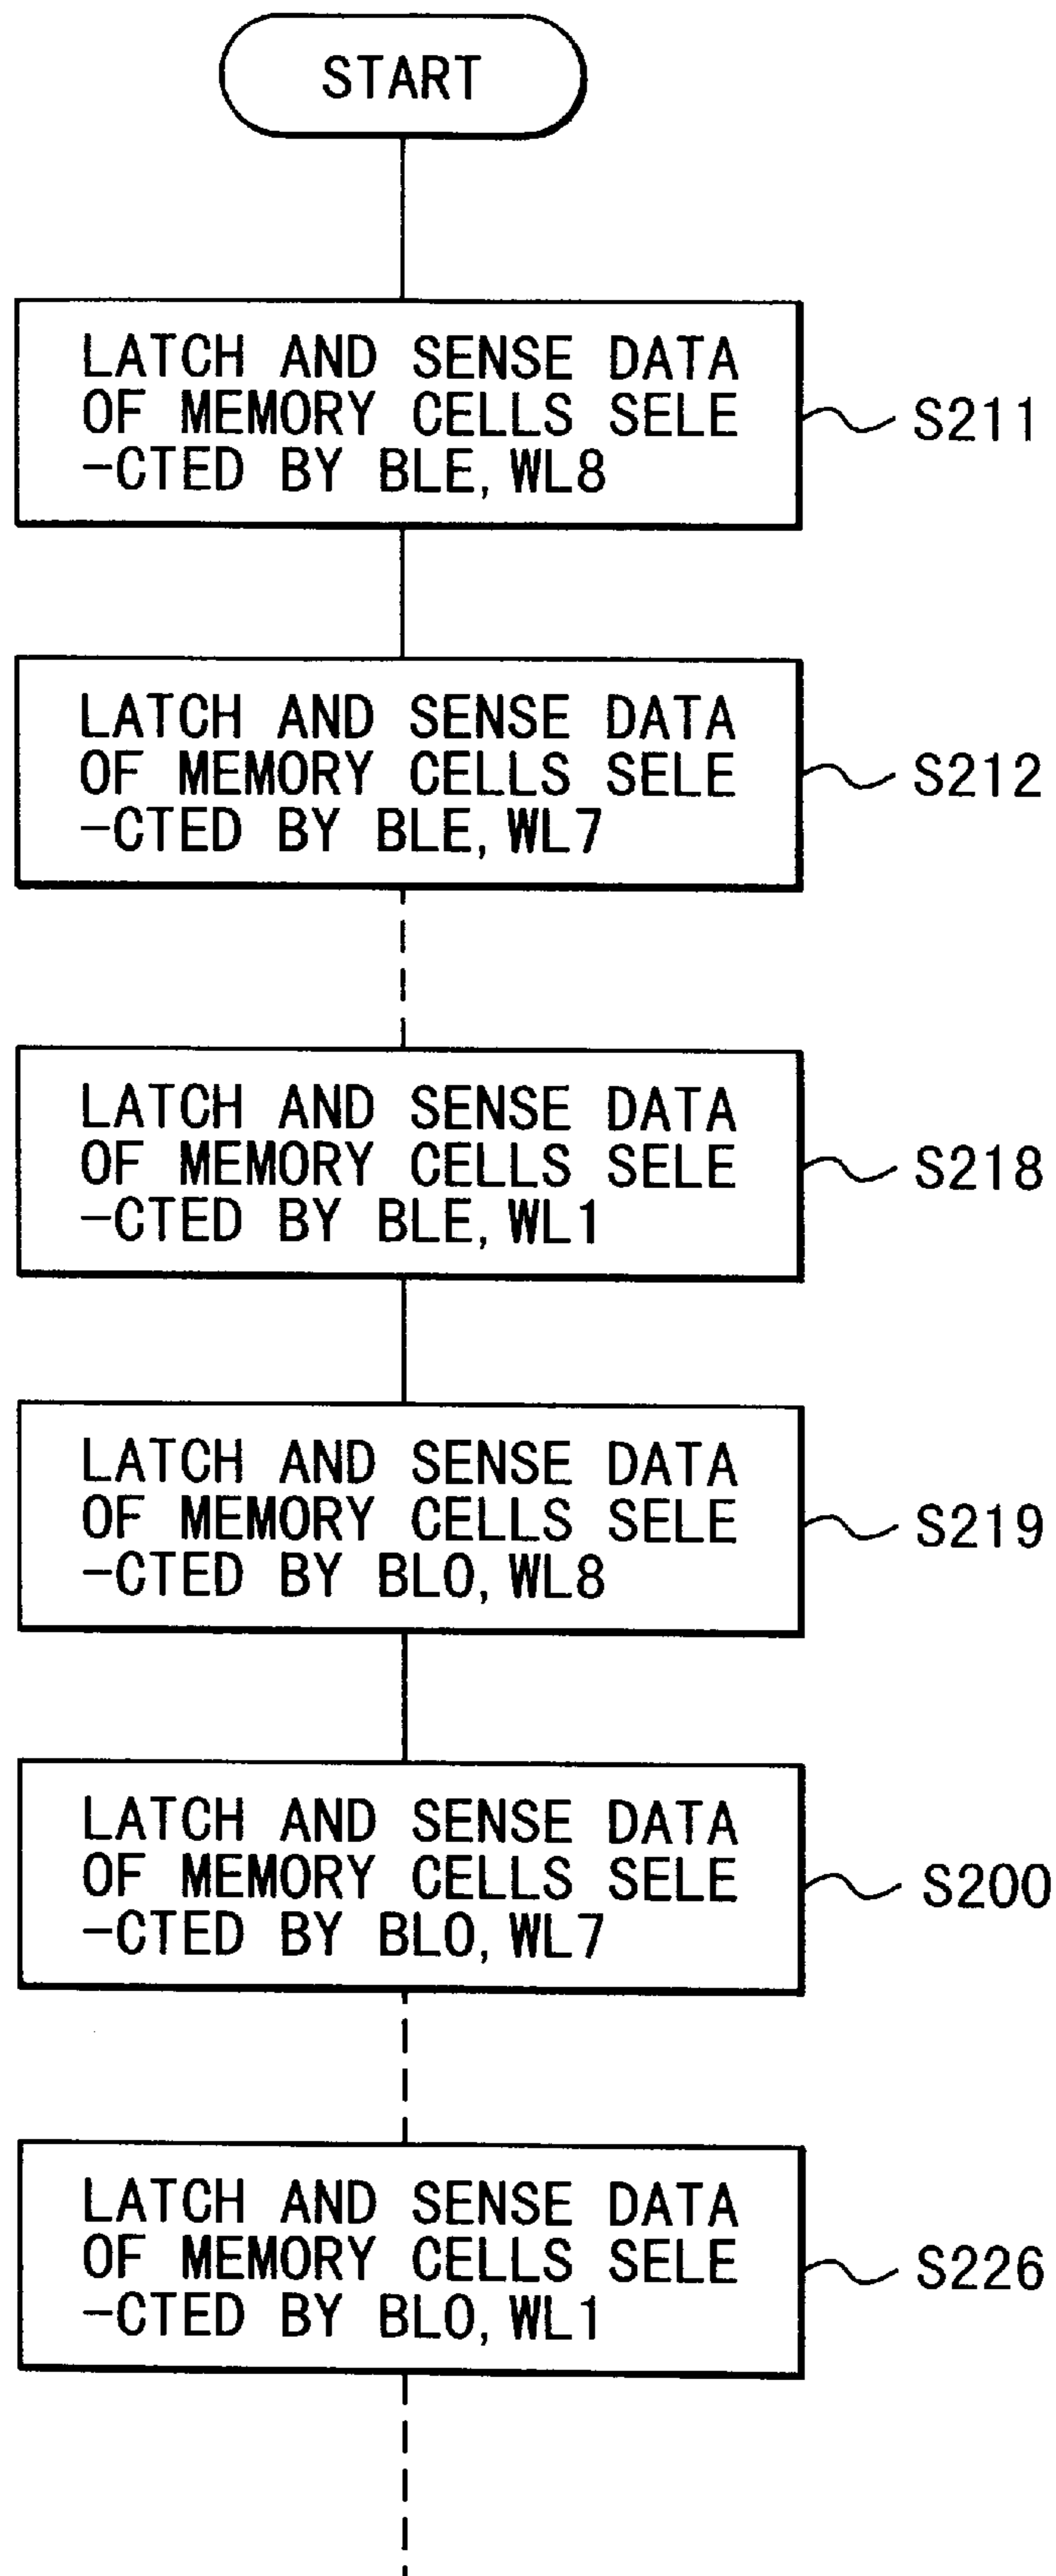 START
LATCH AND SENSE DATA
OF MEMORY CELLS SELE
-CTED BY BLE, WL8
S211
LATCH AND SENSE DATA
OF MEMORY CELLS SELE
-CTED BY BLE, WL7
S212
LATCH AND SENSE DATA
OF MEMORY CELLS SELE
-CTED BY BLE, WL1
S218
LATCH AND SENSE DATA
OF MEMORY CELLS SELE
-CTED BY BLO, WL8
S219
LATCH AND SENSE DATA
OF MEMORY CELLS SELE
-CTED BY BLO, WL7
S200
LATCH AND SENSE DATA
OF MEMORY CELLS SELE
-CTED BY BLO, WL1
S226